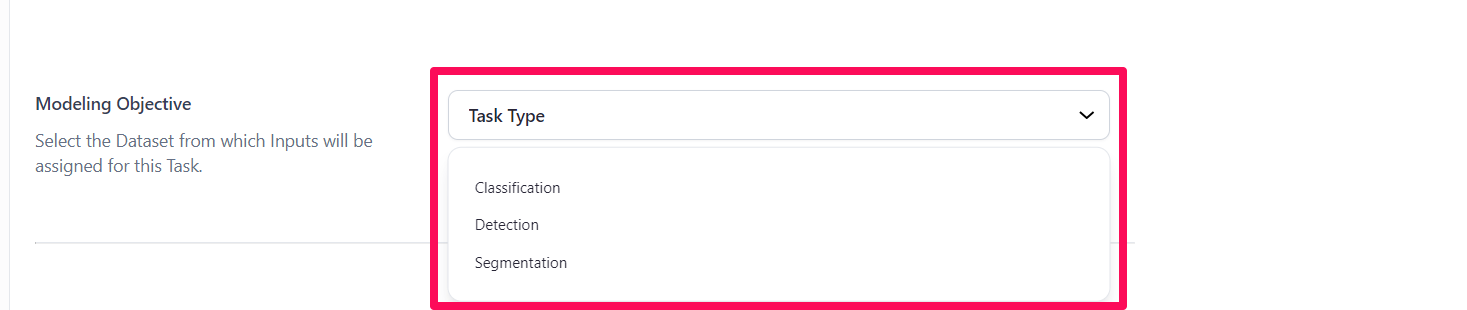 Modeling Objective
Select the Dataset from which Inputs will be
assigned for this Task.
Task Type
Classification
Detection
Segmentation